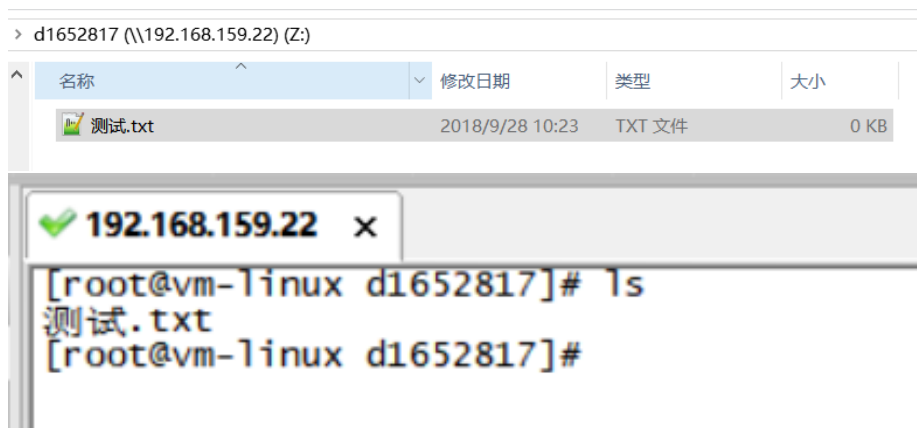 > d1652817 (\\192.168.159.22) (Z:)
名称 修改日期 类型 大小
测试.txt 2018/9/28 10:23 TXT 文件 0 KB
192.168.159.22 x
[root@vm-linux d1652817]# ls
测试.txt
[root@vm-linux d1652817]#